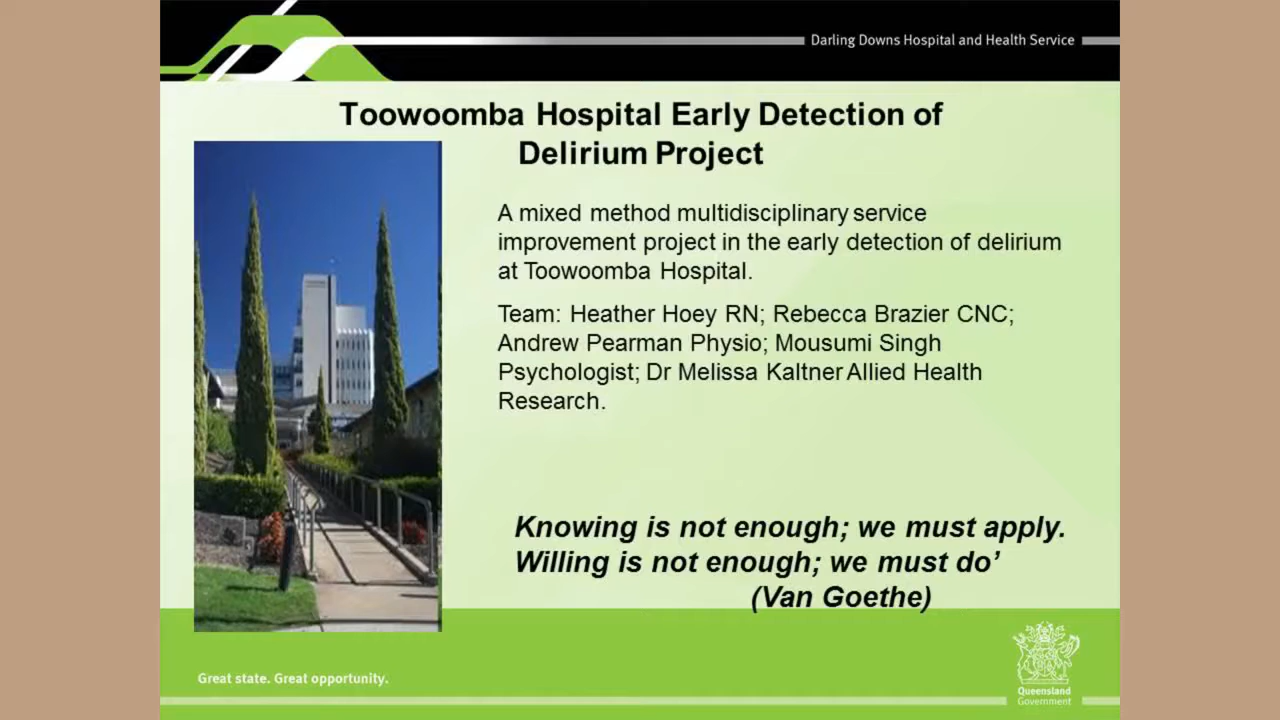 Darling Downs Hospital and Health Service
Toowoomba Hospital Early Detection of
Delirium Project
A mixed method multidisciplinary service
improvement project in the early detection of delirium
at Toowoomba Hospital.
Team: Heather Hoey RN; Rebecca Brazier CNC;
Andrew Pearman Physio; Mousumi Singh
Psychologist; Dr Melissa Kaltner Allied Health
Research.
Knowing is not enough; we must apply.
Willing is not enough; we must do’
(Van Goethe)
Great state. Great opportunity.
Queensland
Government